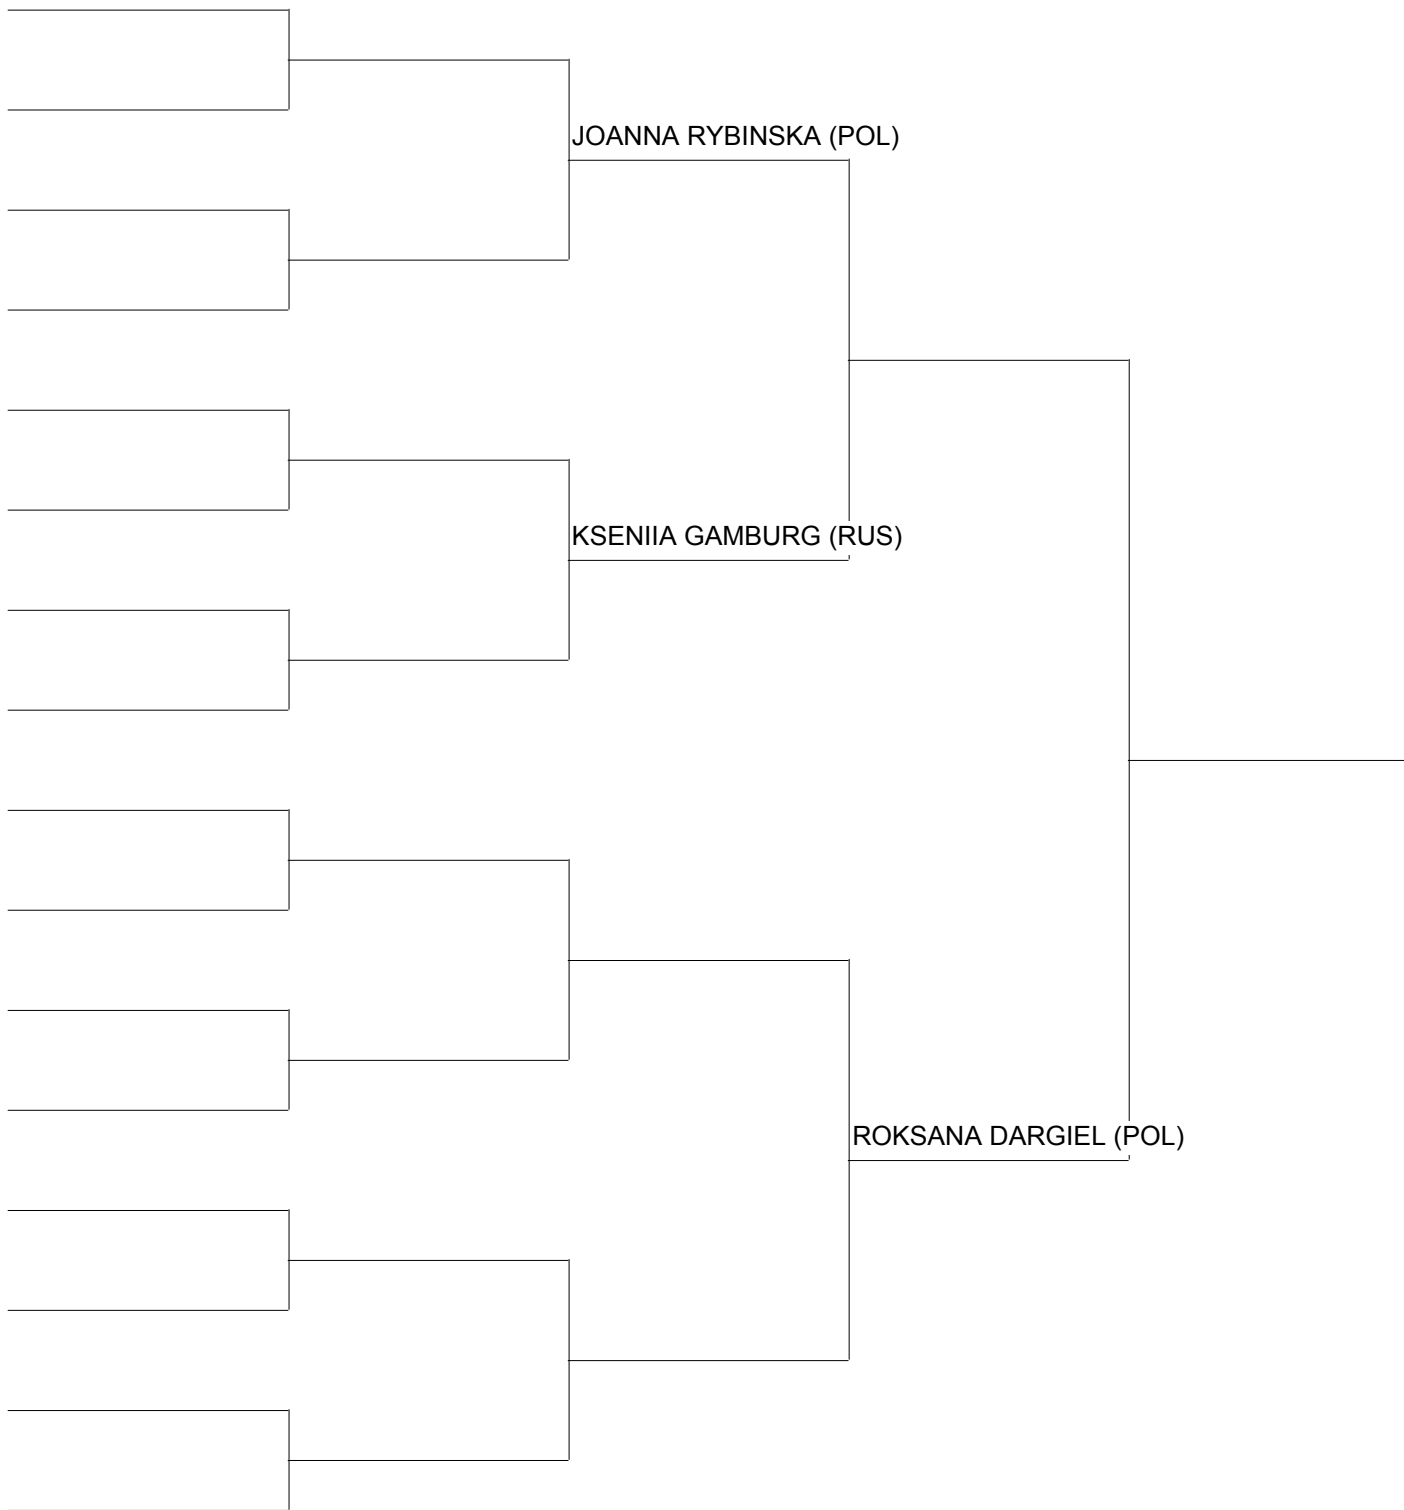 JOANNA RYBINSKA (POL)
KSENIIA GAMBURG (RUS)
ROKSANA DARGIEL (POL)